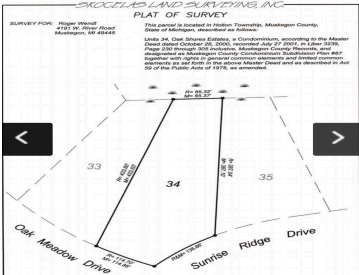 SKOCELAS LAND SURVEYING, INC.
PLAT OF SURVEY
SURVEY FOR: Roger Wendt
4191 W. River Road
Muskegon, MI 49445
This parcel is located in Holton Township, Muskegon County,
State of Michigan, described as follows:
Units 34, Oak Shores Estates, a Condominium, according to the Master
Deed dated October 26, 2000, recorded July 27 2001, in Liber 3239,
Page 230 through 305 inclusive, Muskegon County Records, and
designated as Muskegon County Condominium Subdivision Plan #87
together with rights in general common elements and limited common
elements as set forth in the above Master Deed and as described in Act
59 of the Public Acts of 1978, as amended.
R= 65.32'
M= 65.37'
33
34
35
Oak Meadow Drive
Sunrise Ridge Drive